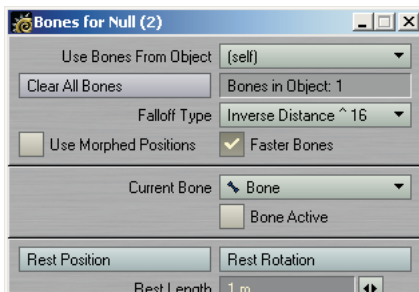 Bones for Null (2)
Use Bones From Object (self)
Clear All Bones Bones in Object: 1
Falloff Type Inverse Distance ^ 16
Use Morphed Positions Faster Bones
Current Bone Bone
Bone Active
Rest Position Rest Rotation
Rest Length 1 m